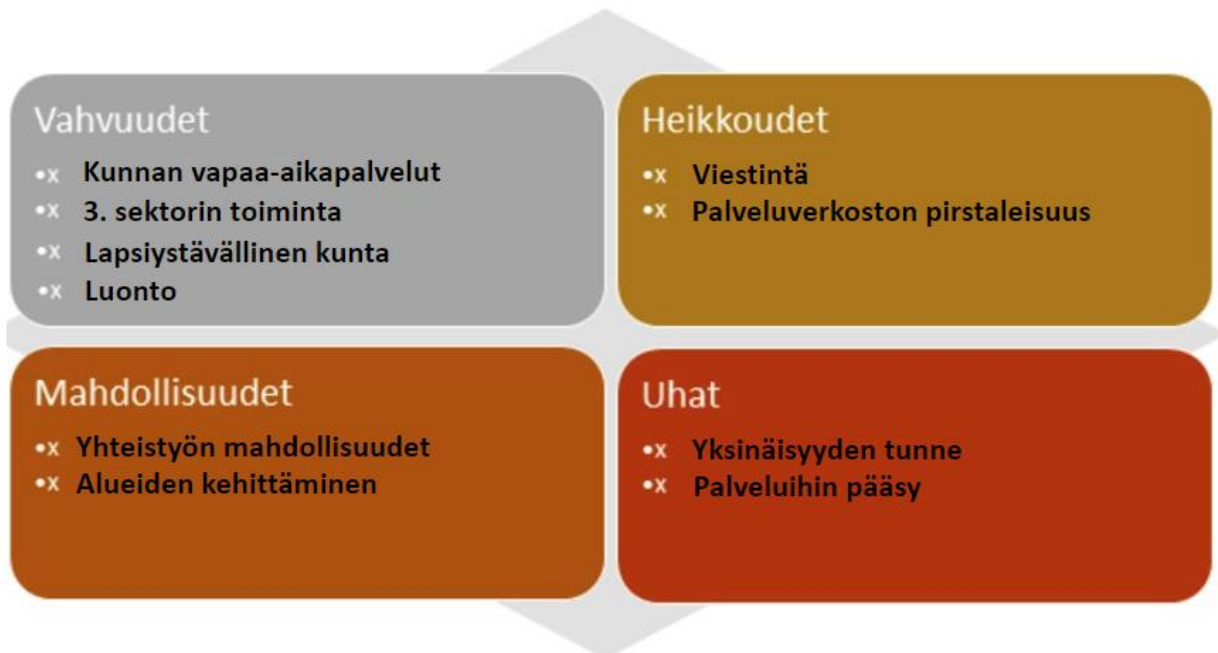 Vahvuudet
•x Kunnan vapaa-aikapalvelut
•x 3. sektorin toiminta
•x Lapsiystävällinen kunta
•x Luonto
Heikkoudet
•x Viestintä
•x Palveluverkoston pirstaleisuus
Mahdollisuudet
•x Yhteistyön mahdollisuudet
•x Alueiden kehittäminen
Uhat
•x Yksinäisyyden tunne
•x Palveluihin pääsy